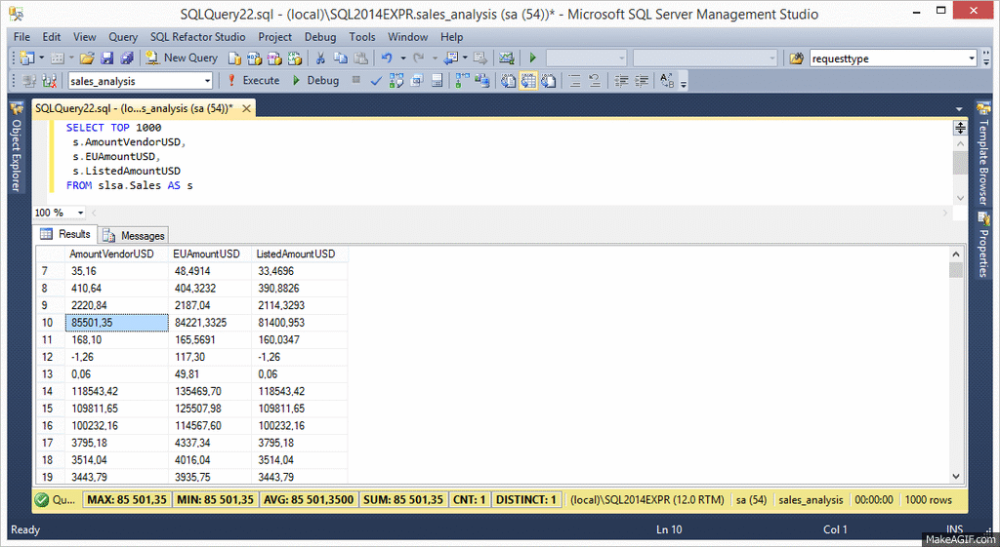 SQLQuery22.sql - (local)\SQL2014EXPR.sales_analysis (sa (54))* - Microsoft SQL Server Management Studio
File Edit View Query SQL Refactor Studio Project Debug Tools Window Help
New Query requesttype
sales_analysis Execute Debug
SQLQuery22.sql - (lo...s_analysis (sa (54))*
Object Explorer
Template Browser
Properties
SELECT TOP 1000
s.AmountVendorUSD,
s.EUAmountUSD,
s.ListedAmountUSD
FROM slsa.Sales AS s
100 %
Results Messages
AmountVendorUSD EUAmountUSD ListedAmountUSD
7 35,16 48,4914 33,4696
8 410,64 404,3232 390,8826
9 2220,84 2187,04 2114,3293
10 85501,35 84221,3325 81400,953
11 168,10 165,5691 160,0347
12 -1,26 117,30 -1,26
13 0,06 49,81 0,06
14 118543,42 135469,70 118543,42
15 109811,65 125507,98 109811,65
16 100232,16 114567,60 100232,16
17 3795,18 4337,34 3795,18
18 3514,04 4016,04 3514,04
19 3443,79 3935,75 3443,79
Qu... MAX: 85 501,35 MIN: 85 501,35 AVG: 85 501,3500 SUM: 85 501,35 CNT: 1 DISTINCT: 1 (local)\SQL2014EXPR (12.0 RTM) sa (54) sales_analysis 00:00:00 1000 rows
Ready Ln 10 Col 1 INS
MakeAGIF.com